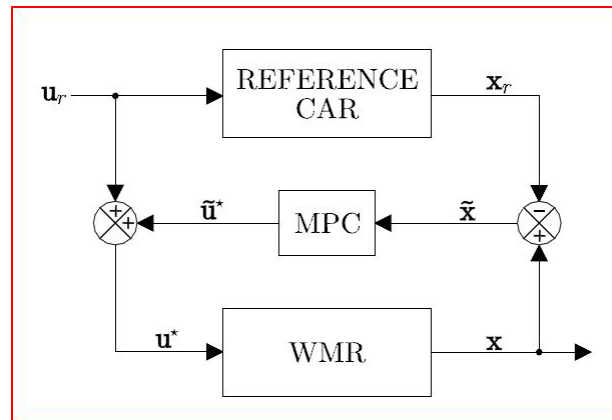 u_r
REFERENCE
CAR
x_r
+
+
ũ*
MPC
x̃
−
+
u*
WMR
x